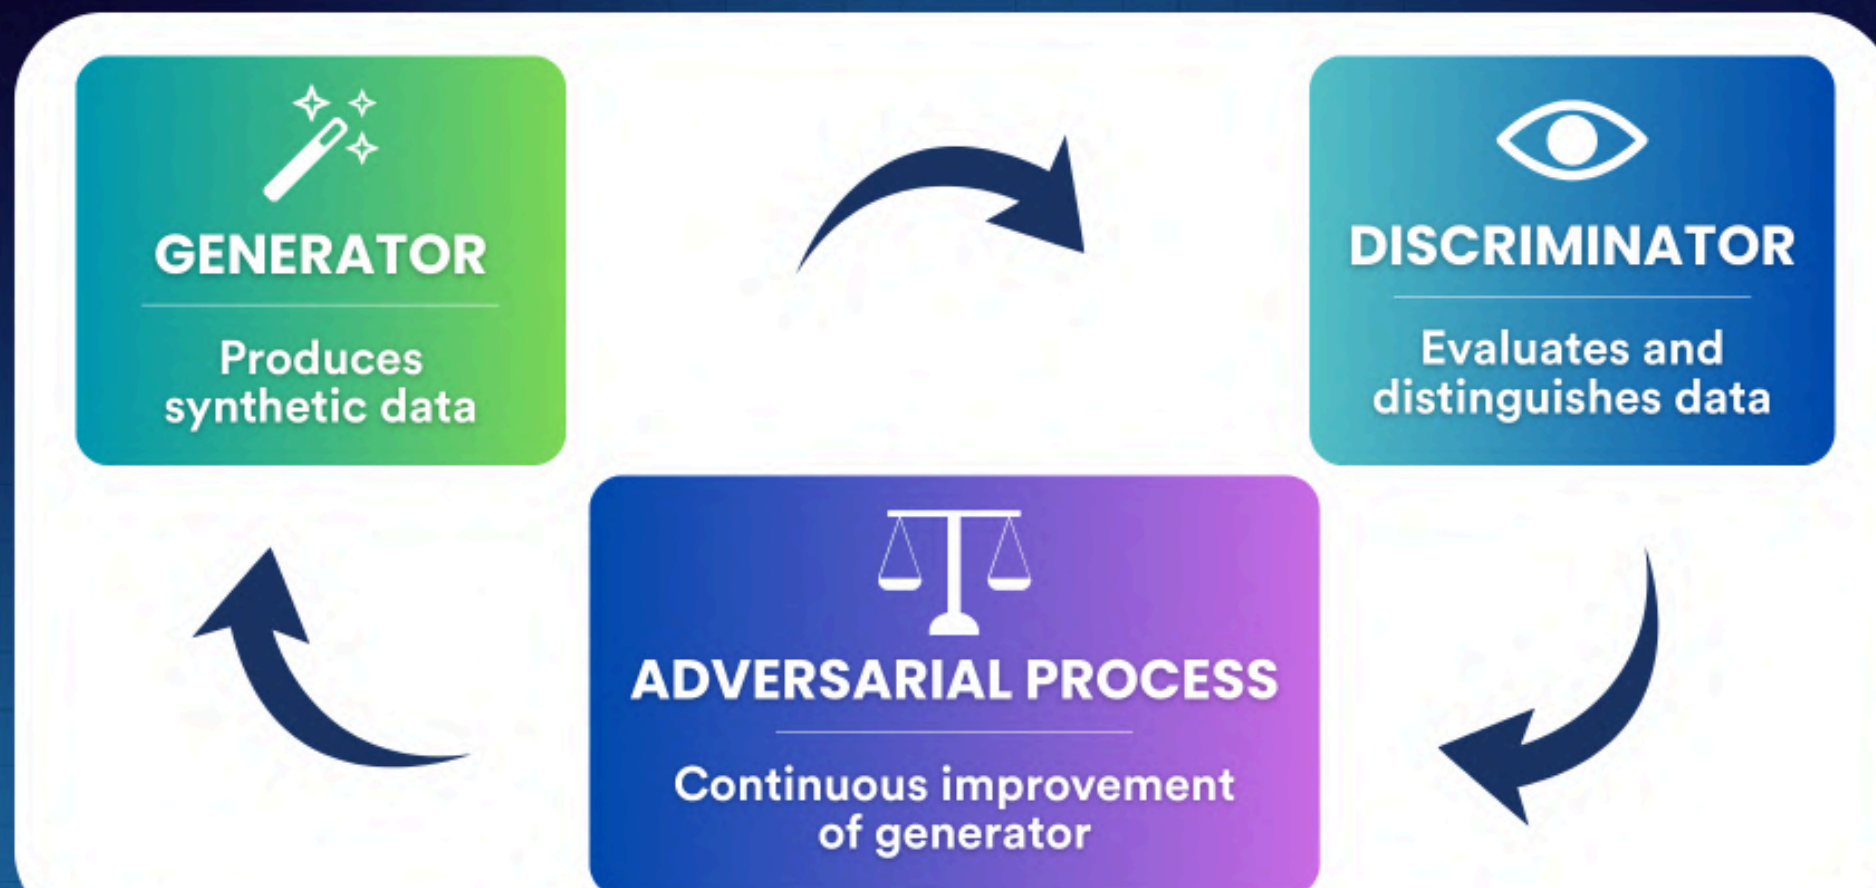 GENERATOR
Produces
synthetic data
DISCRIMINATOR
Evaluates and
distinguishes data
ADVERSARIAL PROCESS
Continuous improvement
of generator